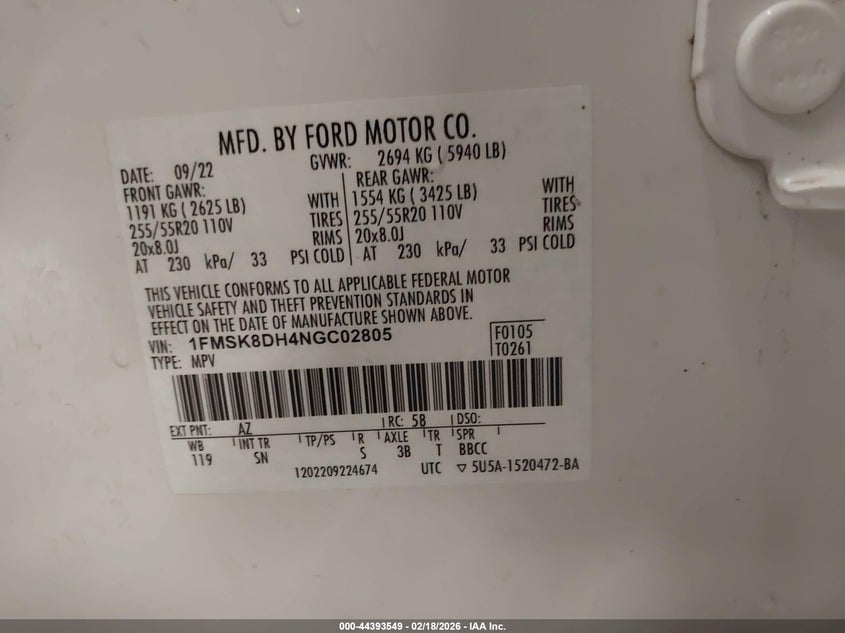 MFD. BY FORD MOTOR CO.
DATE: 09/22 GVWR: 2694 KG ( 5940 LB)
FRONT GAWR: REAR GAWR:
1191 KG ( 2625 LB) WITH 1554 KG ( 3425 LB) WITH
255/55R20 110V TIRES 255/55R20 110V TIRES
20x8.0J RIMS 20x8.0J RIMS
AT 230 kPa/ 33 PSI COLD AT 230 kPa/ 33 PSI COLD
THIS VEHICLE CONFORMS TO ALL APPLICABLE FEDERAL MOTOR
VEHICLE SAFETY AND THEFT PREVENTION STANDARDS IN
EFFECT ON THE DATE OF MANUFACTURE SHOWN ABOVE.
VIN: 1FMSK8DH4NGC02805 F0105
TYPE: MPV T0261
EXT PNT: AZ RC: 58 DSO:
WB INT TR TP/PS R AXLE TR SPR
119 SN S 3B T BBCC
1202209224674 UTC ▽ 5U5A-1520472-BA
000-44393549 - 02/18/2026 - IAA Inc.